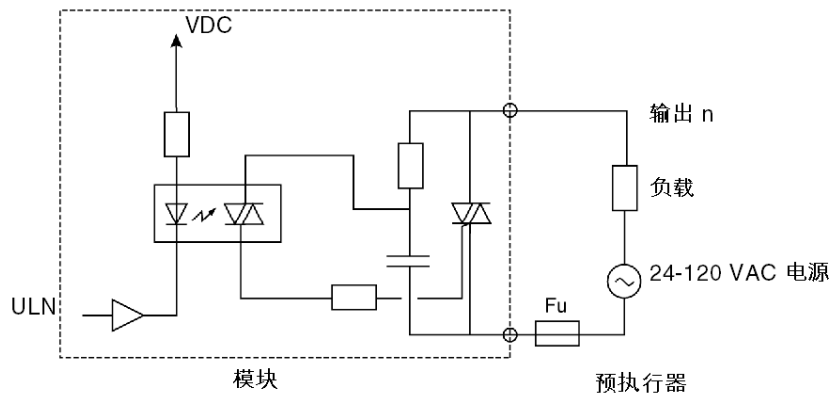 VDC
输出 n
负载
24-120 VAC 电源
ULN
Fu
模块
预执行器